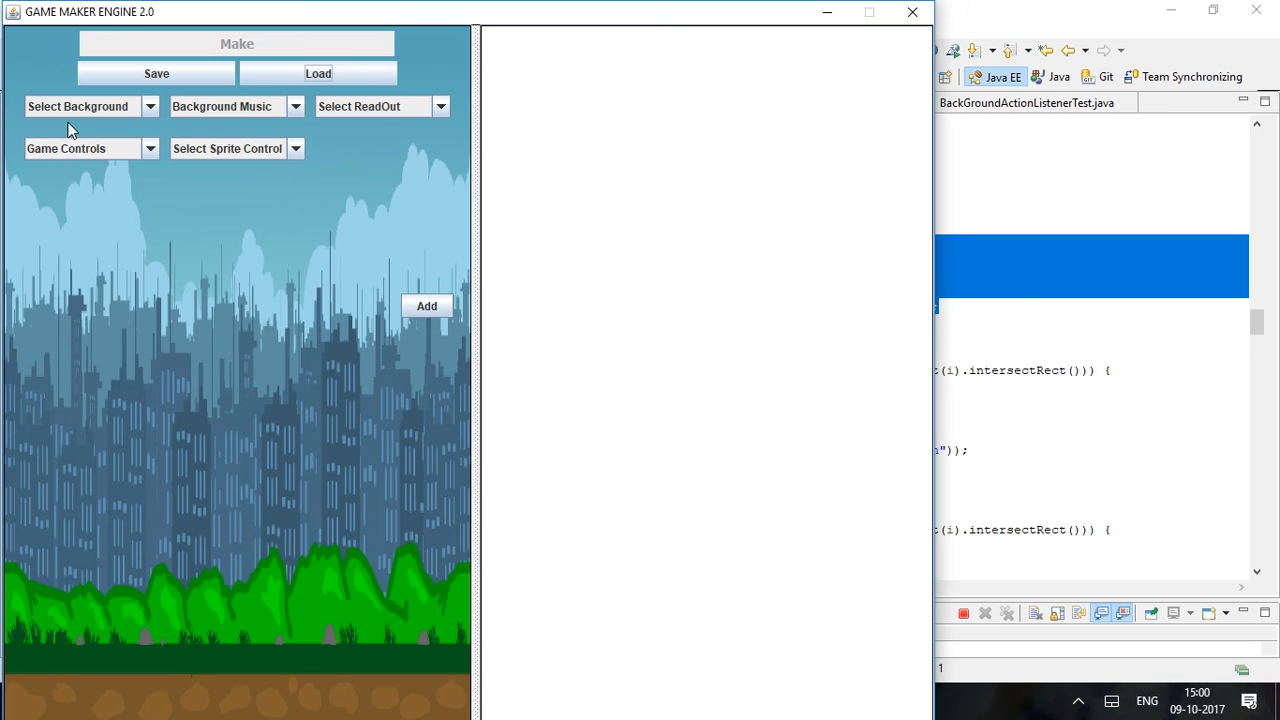 GAME MAKER ENGINE 2.0
Make
Save Load
Select Background Background Music Select ReadOut
Game Controls Select Sprite Control
Add
Java EE Java Git Team Synchronizing
BackGroundActionListenerTest.java
t(i).intersectRect())) {
n"));
t(i).intersectRect())) {
1
ENG
15:00
09-10-2017